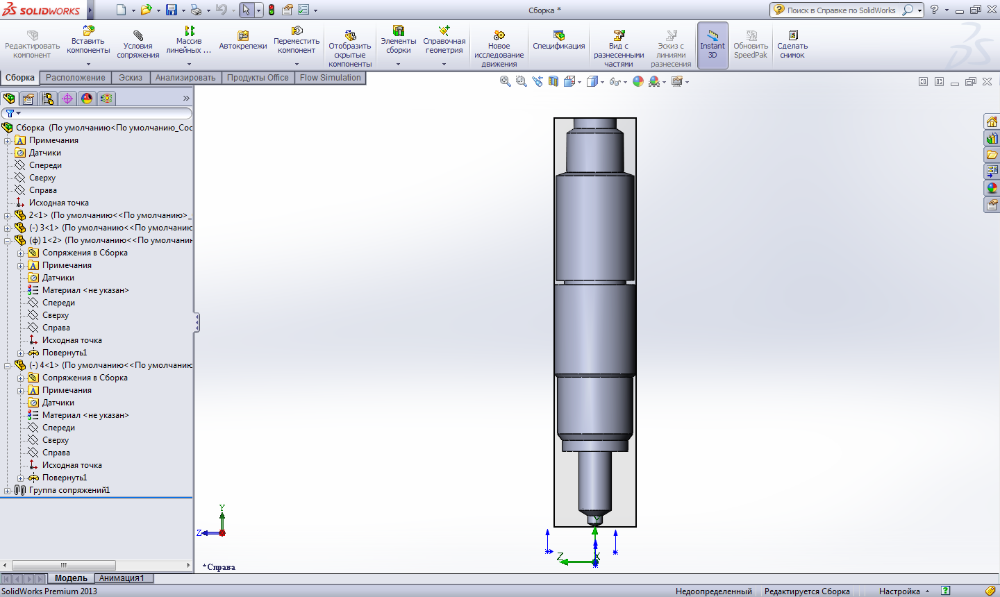 SOLIDWORKS
Сборка *
Поиск в Справке по SolidWorks
Редактировать компонент
Вставить компоненты
Условия сопряжения
Массив линейных ...
Автокрепежи
Переместить компонент
Отобразить скрытые компоненты
Элементы сборки
Справочная геометрия
Новое исследование движения
Спецификация
Вид с разнесенными частями
Эскиз с линиями разнесения
Instant 3D
Обновить SpeedPak
Сделать снимок
Сборка Расположение Эскиз Анализировать Продукты Office Flow Simulation
Сборка (По умолчанию<По умолчанию_Сос
Примечания
Датчики
Спереди
Сверху
Справа
Исходная точка
2<1> (По умолчанию<<По умолчанию>_
(-) 3<1> (По умолчанию<<По умолчанию
(ф) 1<2> (По умолчанию<<По умолчани
Сопряжения в Сборка
Примечания
Датчики
Материал <не указан>
Спереди
Сверху
Справа
Исходная точка
Повернуть1
(-) 4<1> (По умолчанию<<По умолчанию
Сопряжения в Сборка
Примечания
Датчики
Материал <не указан>
Спереди
Сверху
Справа
Исходная точка
Повернуть1
Группа сопряжений1
Y
Z
Z
X
*Справа
Модель Анимация1
SolidWorks Premium 2013
Недоопределенный Редактируется Сборка Настройка